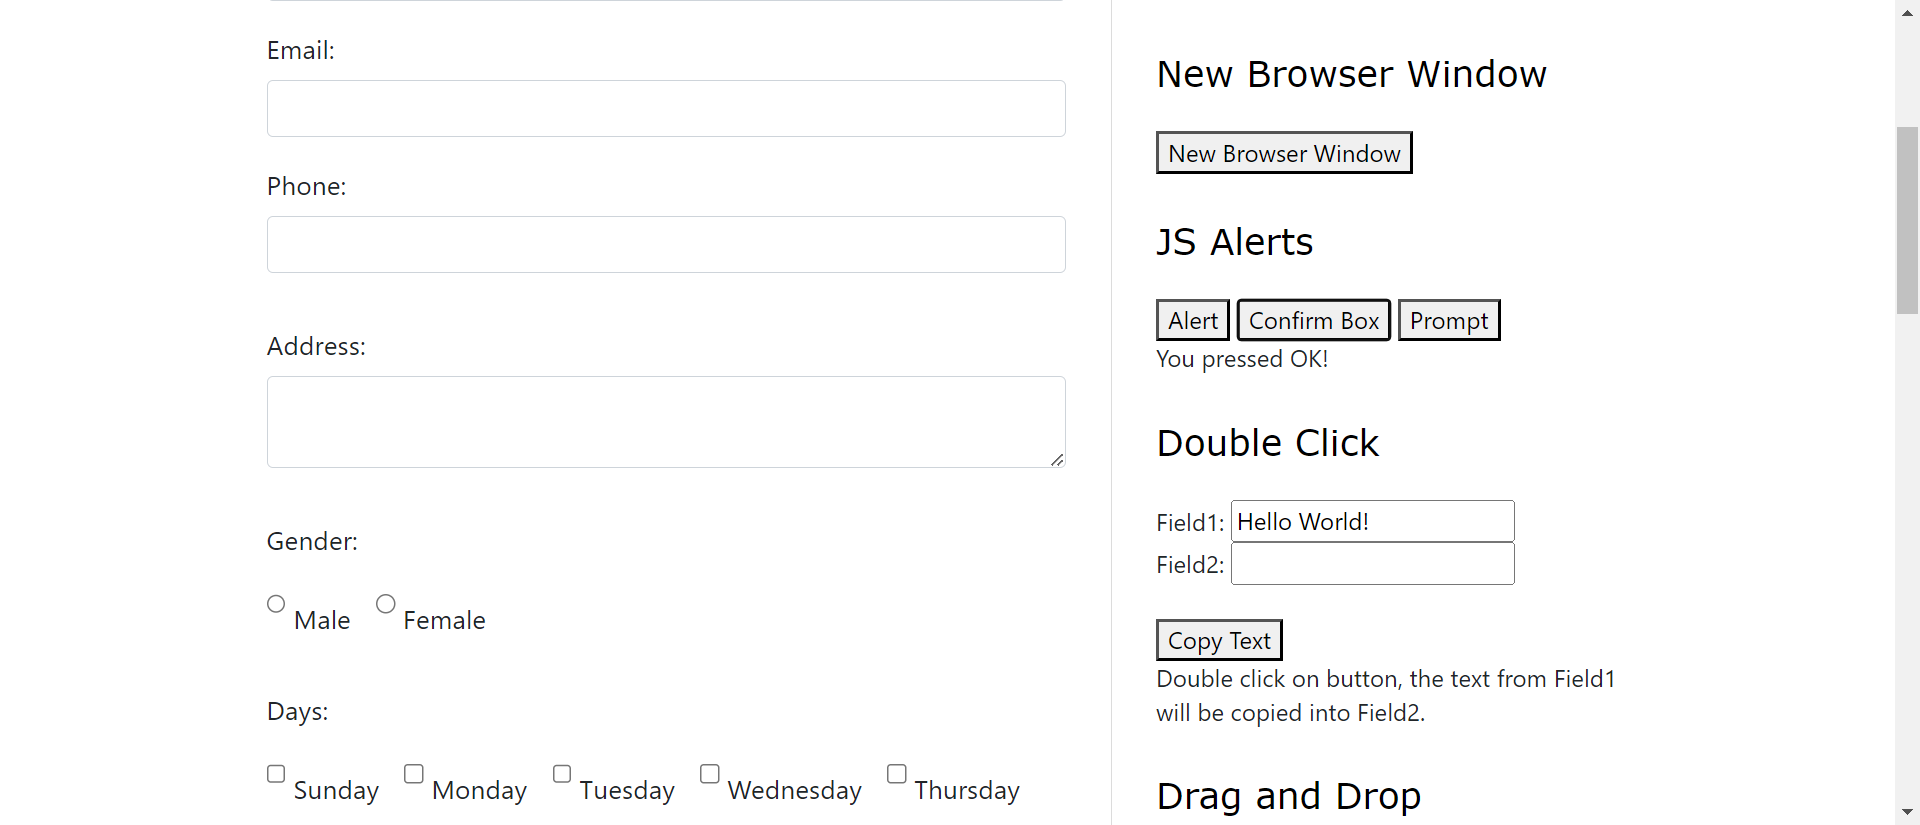 Email:
Phone:
Address:
Gender:
Male Female
Days:
Sunday Monday Tuesday Wednesday Thursday
New Browser Window
New Browser Window
JS Alerts
Alert Confirm Box Prompt
You pressed OK!
Double Click
Field1: Hello World!
Field2:
Copy Text
Double click on button, the text from Field1
will be copied into Field2.
Drag and Drop